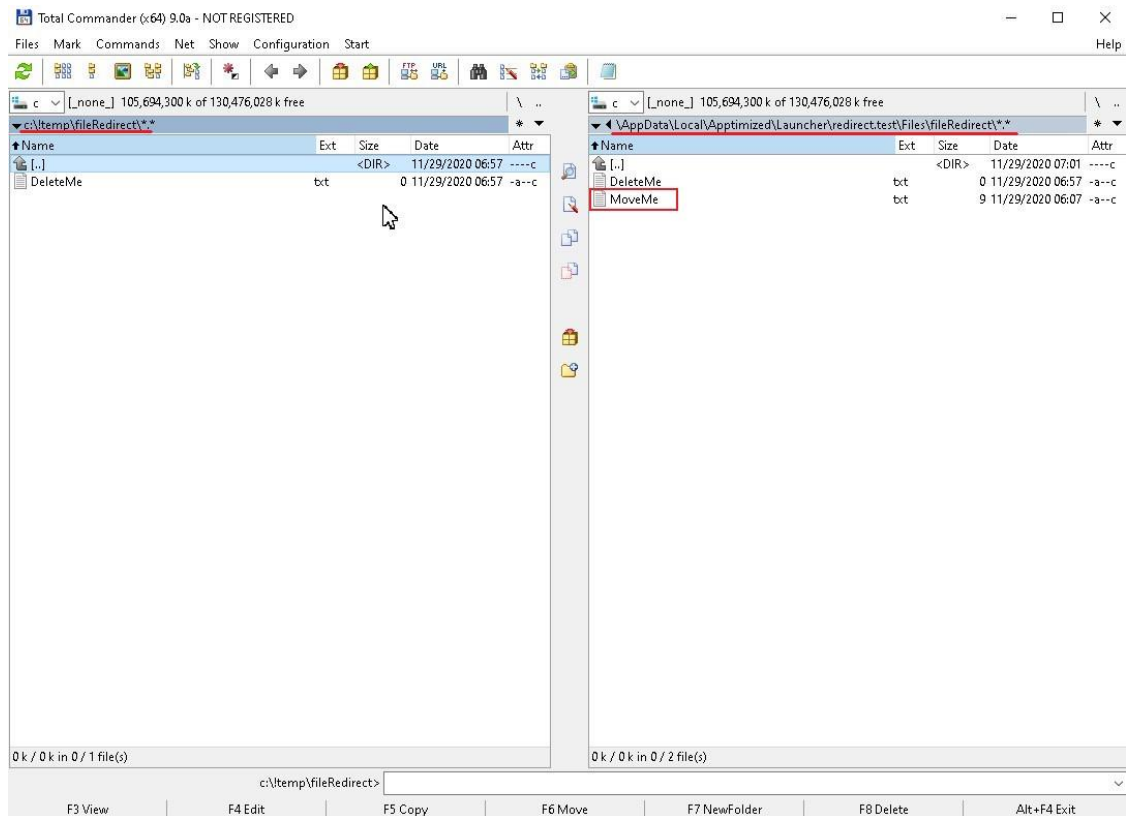 Total Commander (x64) 9.0a - NOT REGISTERED
Files Mark Commands Net Show Configuration Start Help
FTP URL
c [_none_] 105,694,300 k of 130,476,028 k free \ ..
c:\!temp\fileRedirect\*.* * 
Name Ext Size Date Attr
[..] <DIR> 11/29/2020 06:57 ----c
DeleteMe txt 0 11/29/2020 06:57 -a--c
0 k / 0 k in 0 / 1 file(s)
c [_none_] 105,694,300 k of 130,476,028 k free \ ..
\AppData\Local\Apptimized\Launcher\redirect.test\Files\fileRedirect\*.* *
Name Ext Size Date Attr
[..] <DIR> 11/29/2020 07:01 ----c
DeleteMe txt 0 11/29/2020 06:57 -a--c
MoveMe txt 9 11/29/2020 06:07 -a--c
0 k / 0 k in 0 / 2 file(s)
c:\!temp\fileRedirect>
F3 View F4 Edit F5 Copy F6 Move F7 NewFolder F8 Delete Alt+F4 Exit